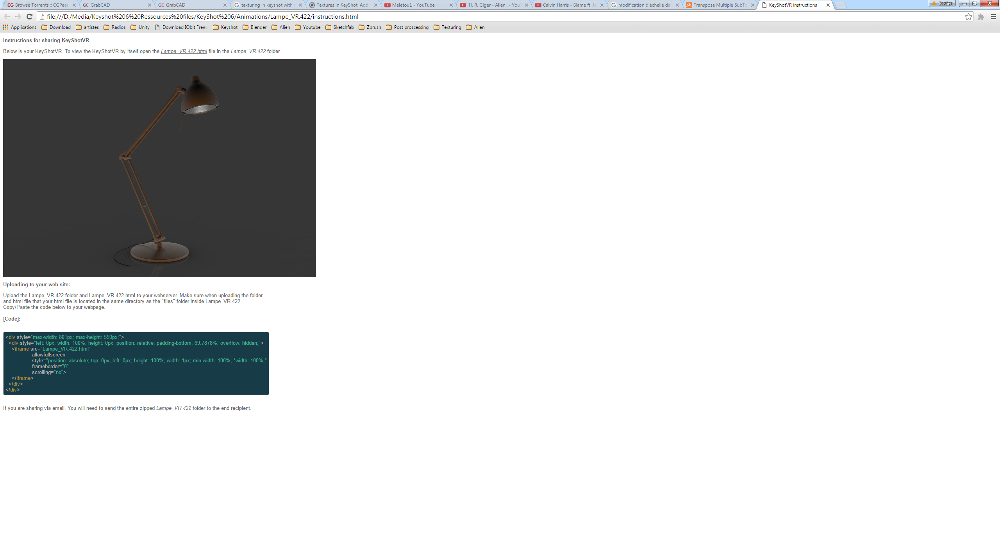 CG Browse Torrents :: CGPeer
GC GrabCAD
GC GrabCAD
texturing in keyshot with
Textures in KeyShot: Addi
Meletou1 - YouTube
'H. R. Giger - Alien'. - You
Calvin Harris - Blame ft. Jo
modification d'échelle da
Transpose Multiple SubTo
KeyShotVR instructions
Bastien
file:///D:/Media/Keyshot%206%20Ressources%20files/KeyShot%206/Animations/Lampe_VR.422/instructions.html
Applications Download artistes Radios Unity Download IObit Freew Keyshot Blender Alien Youtube Sketchfab Zbrush Post proscessing Texturing Alien
Instructions for sharing KeyShotVR
Below is your KeyShotVR. To view the KeyShotVR by itself open the Lampe_VR.422.html file in the Lampe_VR.422 folder.
Uploading to your web site:
Upload the Lampe_VR.422 folder and Lampe_VR.422.html to your webserver. Make sure when uploading the folder
and html file that your html file is located in the same directory as the "files" folder inside Lampe_VR.422.
Copy/Paste the code below to your webpage.
[Code]:
<div style="max-width: 801px; max-height: 559px;">
<div style="left: 0px; width: 100%; height: 0px; position: relative; padding-bottom: 69.7878%; overflow: hidden;">
<iframe src="Lampe_VR.422.html"
allowfullscreen
style="position: absolute; top: 0px; left: 0px; height: 100%; width: 1px; min-width: 100%; *width: 100%;"
frameborder="0"
scrolling="no">
</iframe>
</div>
</div>
If you are sharing via email. You will need to send the entire zipped Lampe_VR.422 folder to the end recipient.